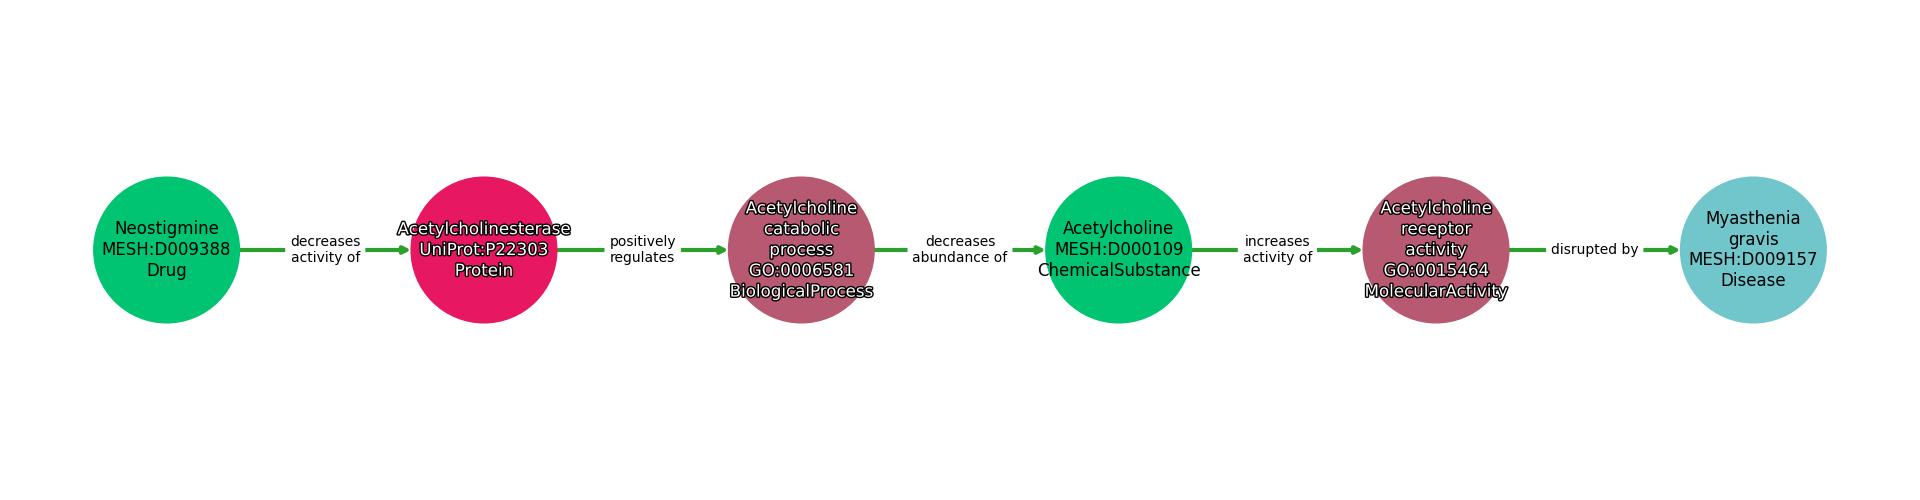 Neostigmine
MESH:D009388
Drug
decreases
activity of
Acetylcholinesterase
UniProt:P22303
Protein
positively
regulates
Acetylcholine
catabolic
process
GO:0006581
BiologicalProcess
decreases
abundance of
Acetylcholine
MESH:D000109
ChemicalSubstance
increases
activity of
Acetylcholine
receptor
activity
GO:0015464
MolecularActivity
disrupted by
Myasthenia
gravis
MESH:D009157
Disease